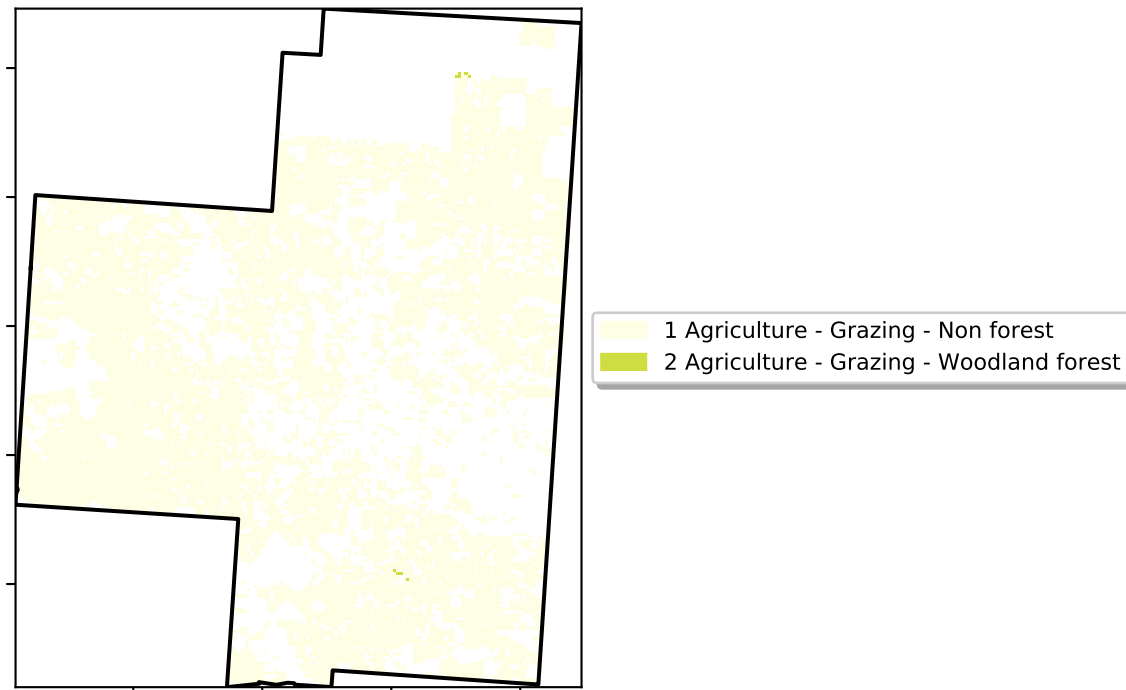 1 Agriculture - Grazing - Non forest
2 Agriculture - Grazing - Woodland forest